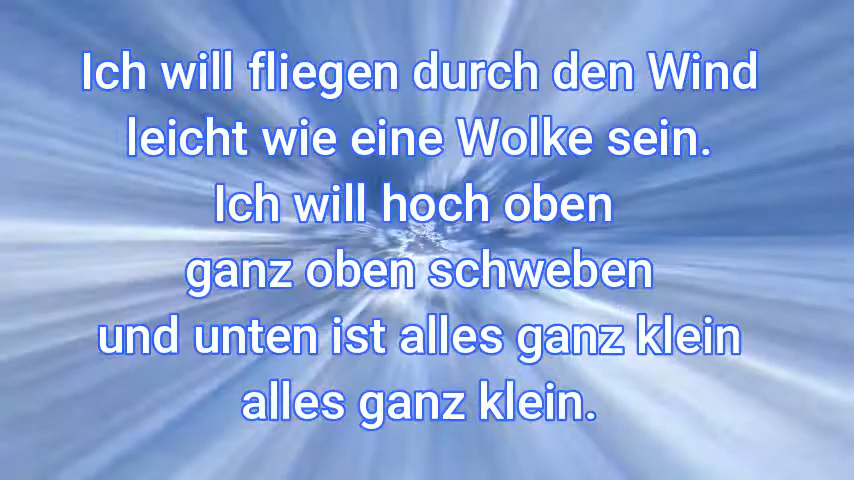 Ich will fliegen durch den Wind
leicht wie eine Wolke sein.
Ich will hoch oben
ganz oben schweben
und unten ist alles ganz klein
alles ganz klein.